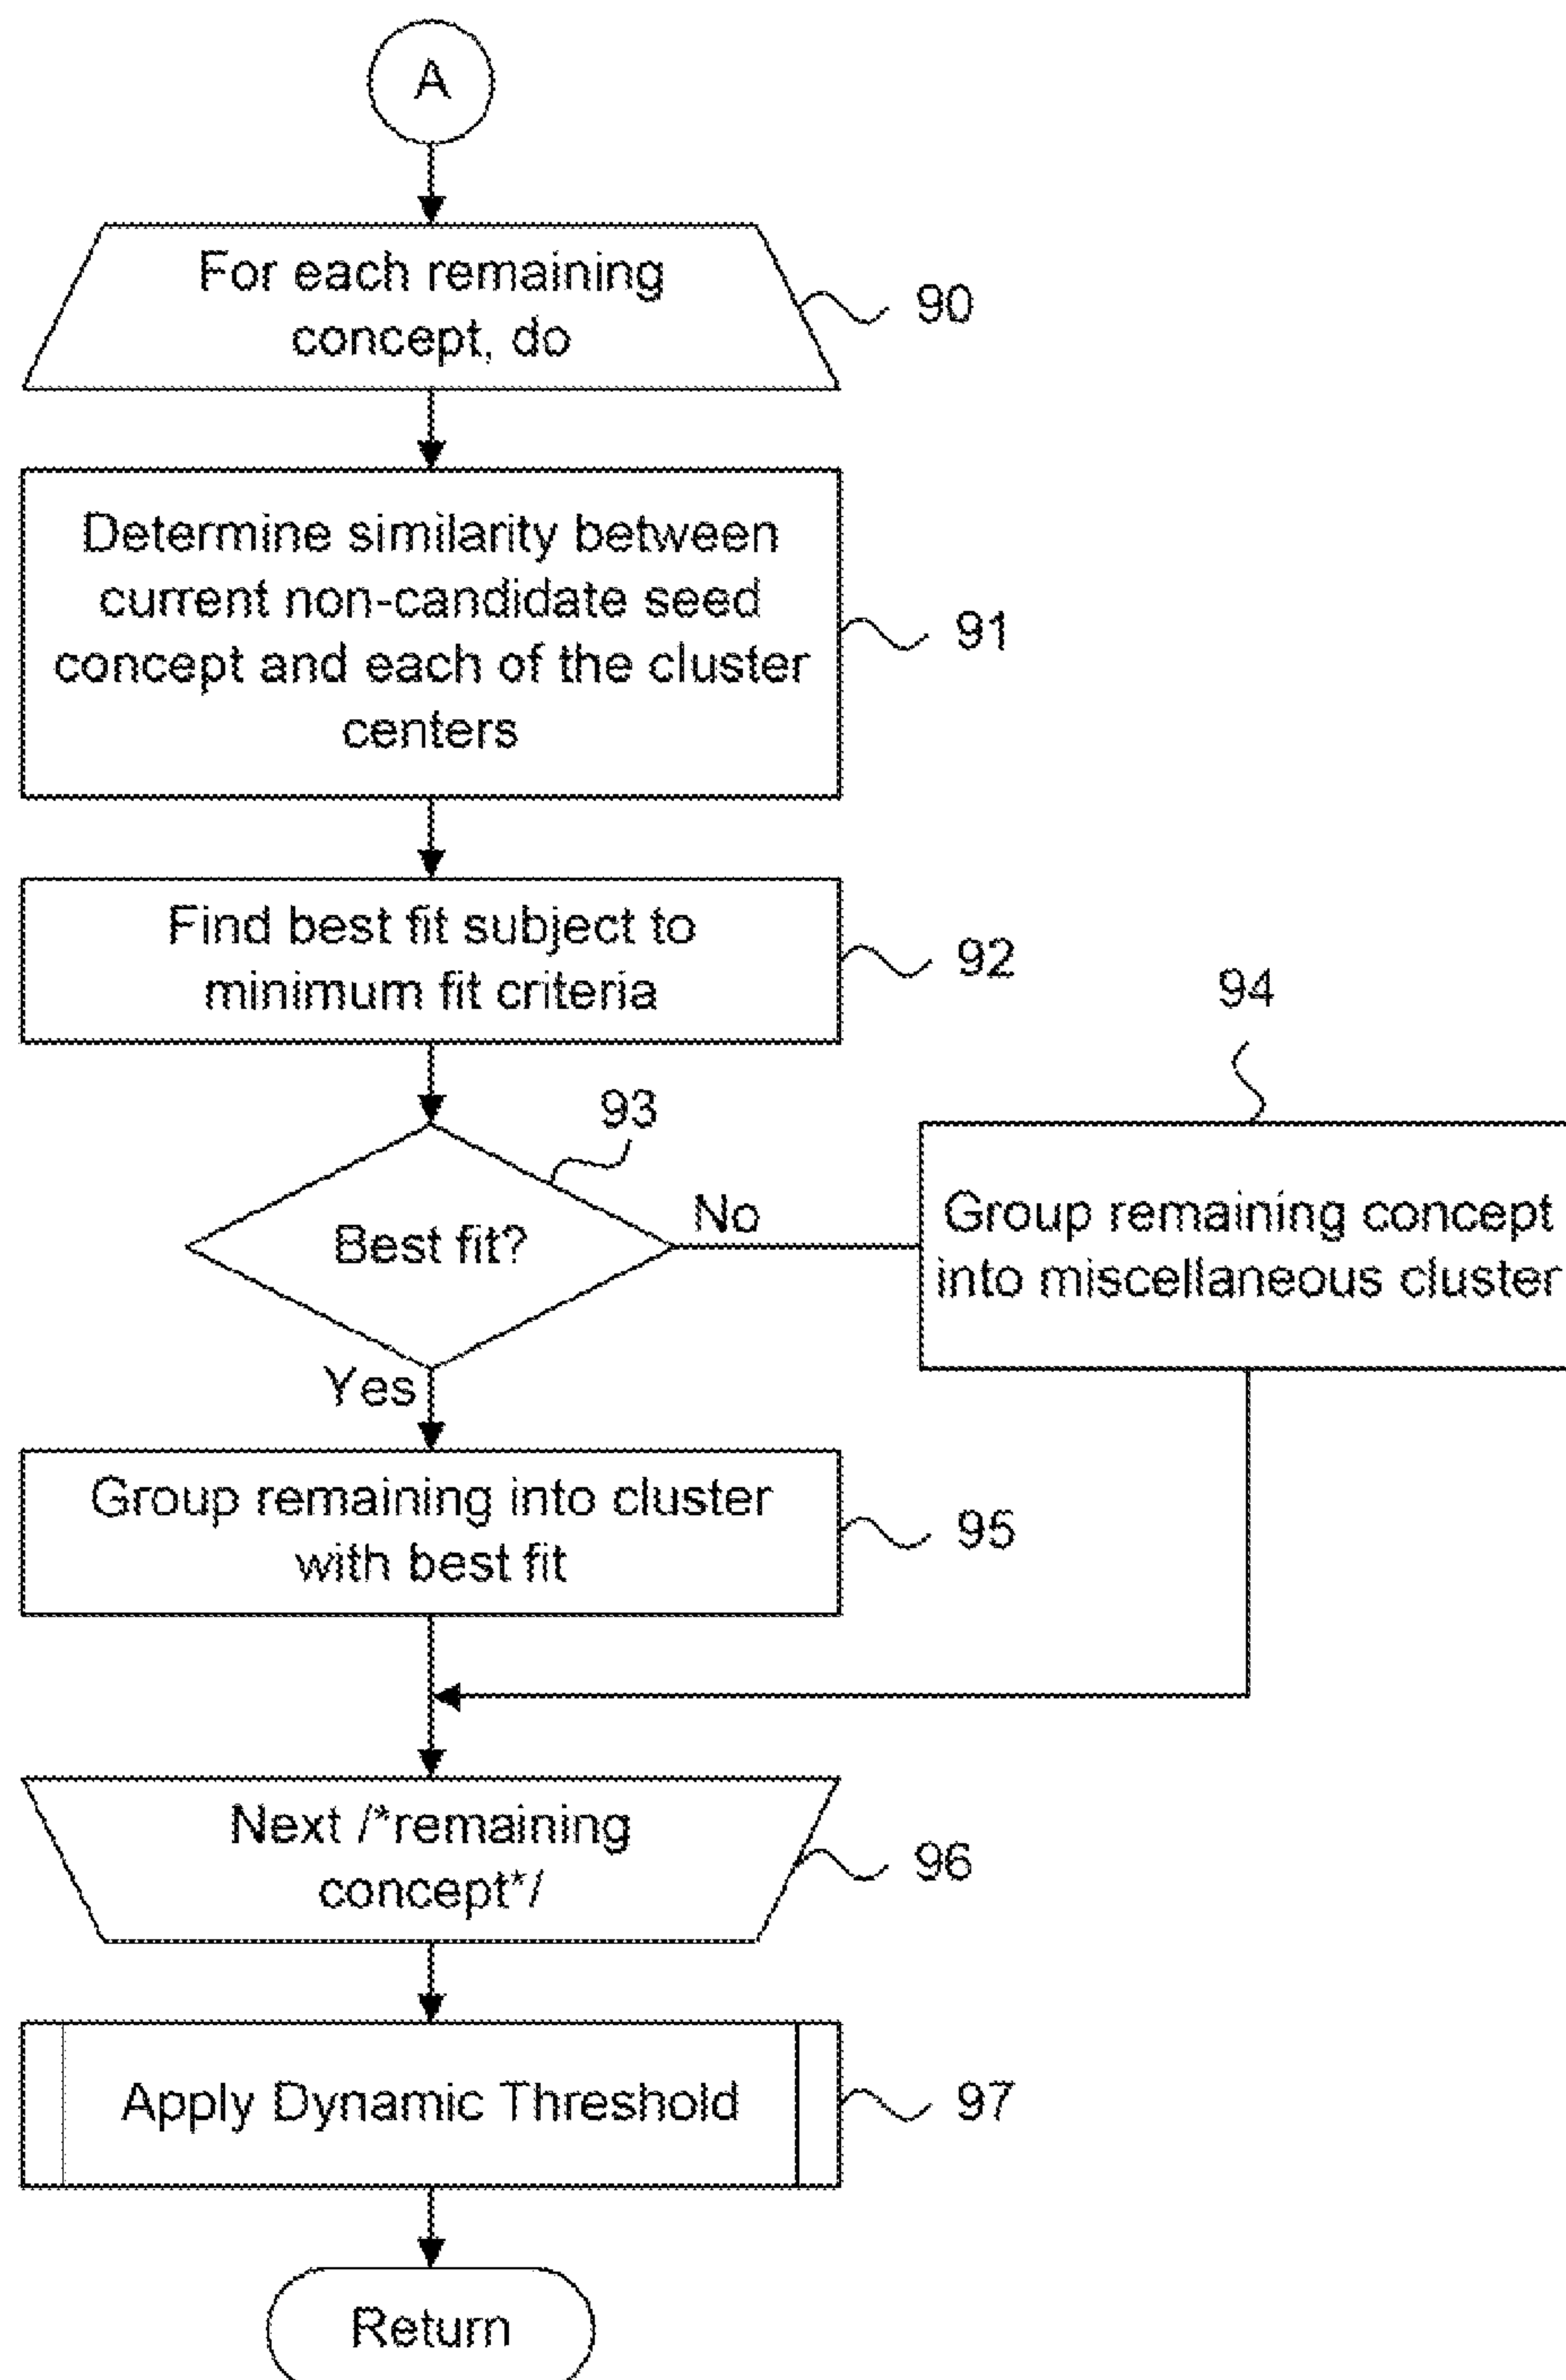 A
For each remaining
concept, do
90
Determine similarity between
current non-candidate seed
concept and each of the cluster
centers
91
Find best fit subject to
minimum fit criteria
92
93
94
Best fit?
No
Group remaining concept
into miscellaneous cluster
Yes
Group remaining into cluster
with best fit
95
Next /*remaining
concept*/
96
Apply Dynamic Threshold
97
Return